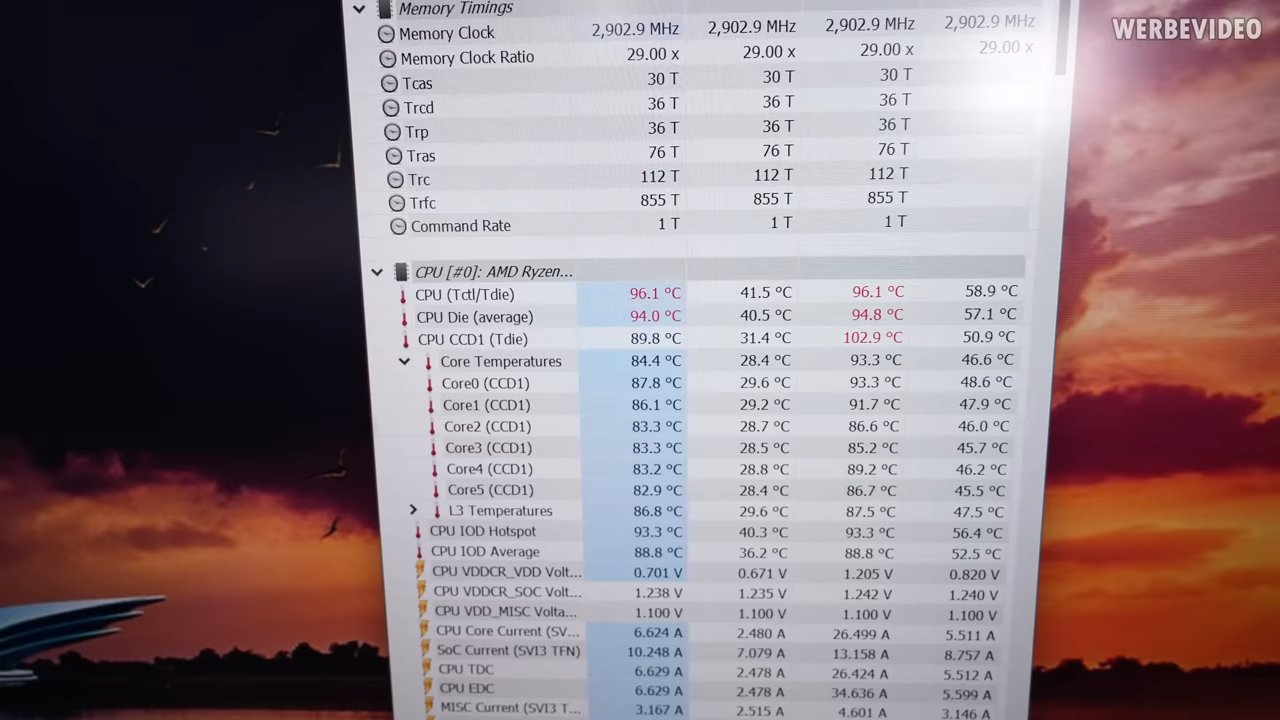 Memory Timings
WERBEVIDEO
Memory Clock 2,902.9 MHz 2,902.9 MHz 2,902.9 MHz 2,902.9 MHz
Memory Clock Ratio 29.00 x 29.00 x 29.00 x 29.00 x
Tcas 30 T 30 T 30 T
Trcd 36 T 36 T 36 T
Trp 36 T 36 T 36 T
Tras 76 T 76 T 76 T
Trc 112 T 112 T 112 T
Trfc 855 T 855 T 855 T
Command Rate 1 T 1 T 1 T
CPU [#0]: AMD Ryzen...
CPU (Tctl/Tdie) 96.1 °C 41.5 °C 96.1 °C 58.9 °C
CPU Die (average) 94.0 °C 40.5 °C 94.8 °C 57.1 °C
CPU CCD1 (Tdie) 89.8 °C 31.4 °C 102.9 °C 50.9 °C
Core Temperatures 84.4 °C 28.4 °C 93.3 °C 46.6 °C
Core0 (CCD1) 87.8 °C 29.6 °C 93.3 °C 48.6 °C
Core1 (CCD1) 86.1 °C 29.2 °C 91.7 °C 47.9 °C
Core2 (CCD1) 83.3 °C 28.7 °C 86.6 °C 46.0 °C
Core3 (CCD1) 83.3 °C 28.5 °C 85.2 °C 45.7 °C
Core4 (CCD1) 83.2 °C 28.8 °C 89.2 °C 46.2 °C
Core5 (CCD1) 82.9 °C 28.4 °C 86.7 °C 45.5 °C
L3 Temperatures 86.8 °C 29.6 °C 87.5 °C 47.5 °C
CPU IOD Hotspot 93.3 °C 40.3 °C 93.3 °C 56.4 °C
CPU IOD Average 88.8 °C 36.2 °C 88.8 °C 52.5 °C
CPU VDDCR_VDD Volt... 0.701 V 0.671 V 1.205 V 0.820 V
CPU VDDCR_SOC Volt... 1.238 V 1.235 V 1.242 V 1.240 V
CPU VDD_MISC Volta... 1.100 V 1.100 V 1.100 V 1.100 V
CPU Core Current (SV... 6.624 A 2.480 A 26.499 A 5.511 A
SoC Current (SVI3 TFN) 10.248 A 7.079 A 13.158 A 8.757 A
CPU TDC 6.629 A 2.478 A 26.424 A 5.512 A
CPU EDC 6.629 A 2.478 A 34.636 A 5.599 A
MISC Current (SVI3 T... 3.167 A 2.515 A 4.601 A 3.146 A